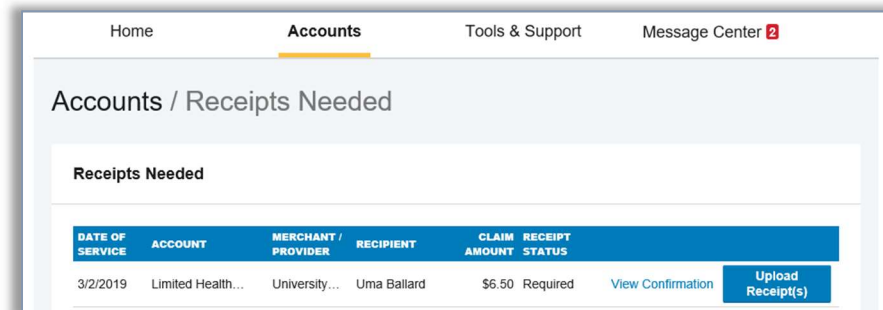 Home Accounts Tools & Support Message Center 2
Accounts / Receipts Needed
Receipts Needed
DATE OF SERVICE ACCOUNT MERCHANT / PROVIDER RECIPIENT CLAIM AMOUNT RECEIPT STATUS
3/2/2019 Limited Health... University... Uma Ballard $6.50 Required View Confirmation Upload Receipt(s)